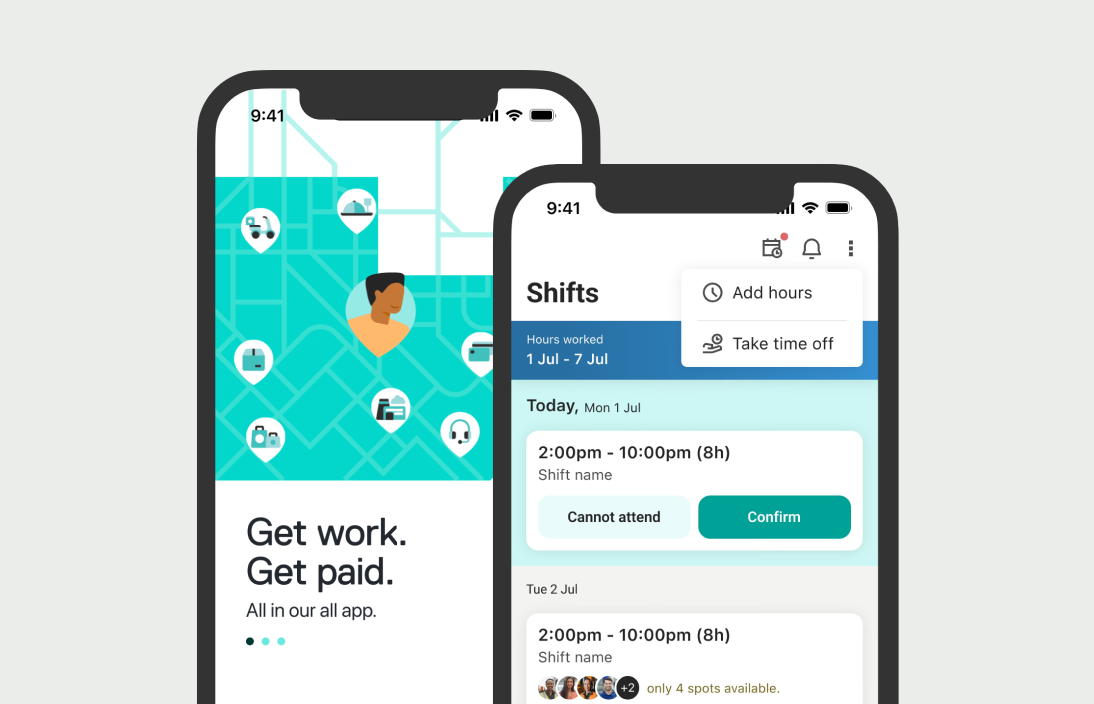 9:41
Get work.
Get paid.
All in our all app.
9:41
Shifts
Add hours
Take time off
Hours worked
1 Jul - 7 Jul
Today, Mon 1 Jul
2:00pm - 10:00pm (8h)
Shift name
Cannot attend
Confirm
Tue 2 Jul
2:00pm - 10:00pm (8h)
Shift name
+2 only 4 spots available.